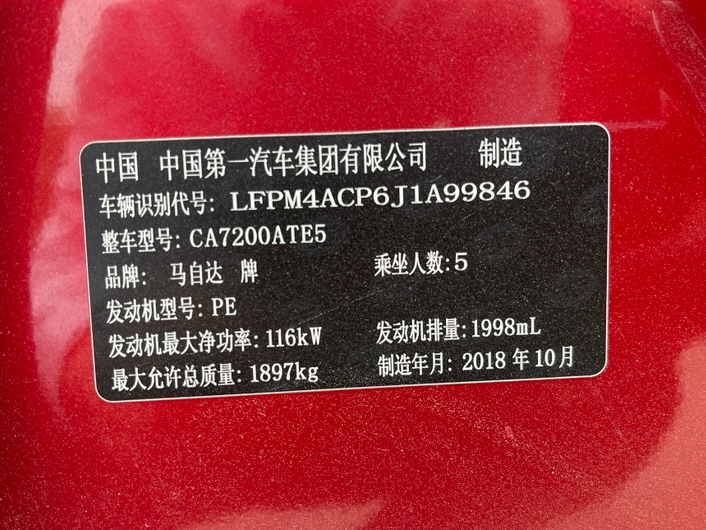 中国 中国第一汽车集团有限公司 制造
车辆识别代号: LFPM4ACP6J1A99846
整车型号: CA7200ATE5
品牌: 马自达 牌 乘坐人数: 5
发动机型号: PE
发动机最大净功率: 116kW 发动机排量: 1998mL
最大允许总质量: 1897kg 制造年月: 2018 年 10 月